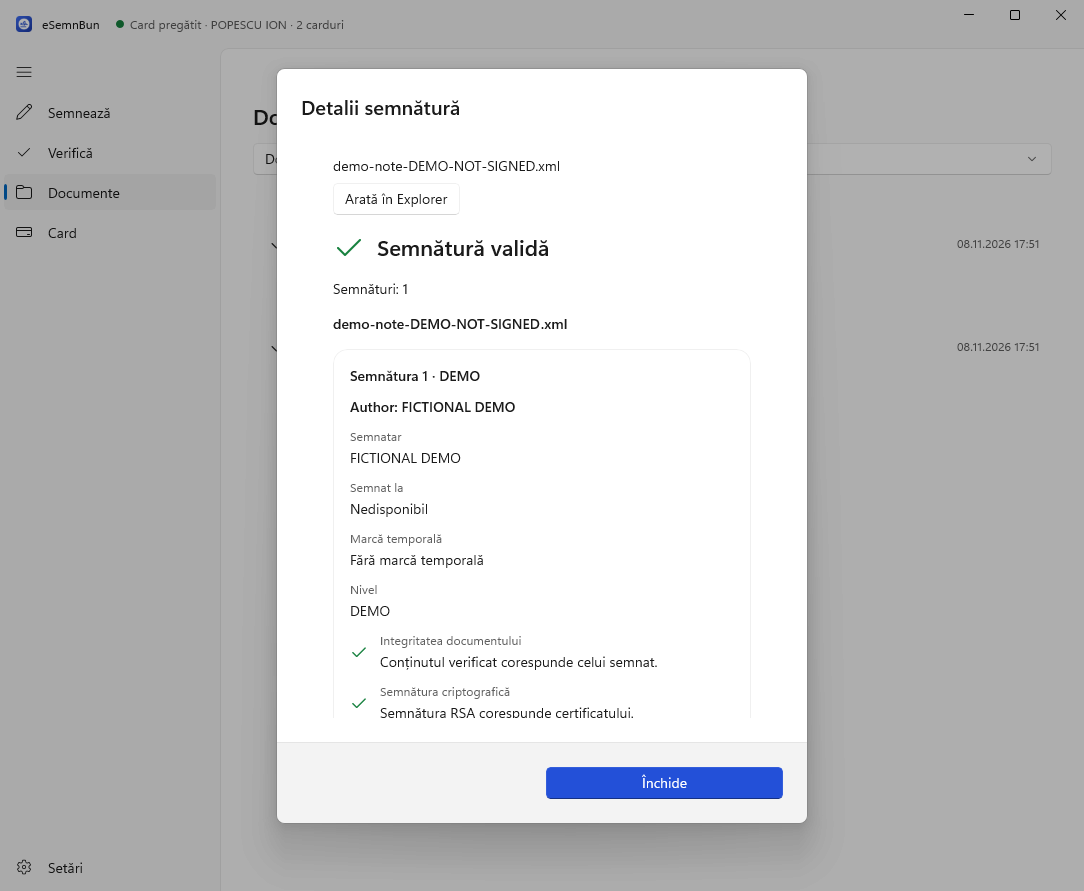 eSemnBun
Card pregătit · POPESCU ION · 2 carduri
Semnează
Verifică
Documente
Card
Setări
Do
Do
08.11.2026 17:51
08.11.2026 17:51
Detalii semnătură
demo-note-DEMO-NOT-SIGNED.xml
Arată în Explorer
Semnătură validă
Semnături: 1
demo-note-DEMO-NOT-SIGNED.xml
Semnătura 1 · DEMO
Author: FICTIONAL DEMO
Semnatar
FICTIONAL DEMO
Semnat la
Nedisponibil
Marcă temporală
Fără marcă temporală
Nivel
DEMO
Integritatea documentului
Conținutul verificat corespunde celui semnat.
Semnătura criptografică
Semnătura RSA corespunde certificatului.
Închide